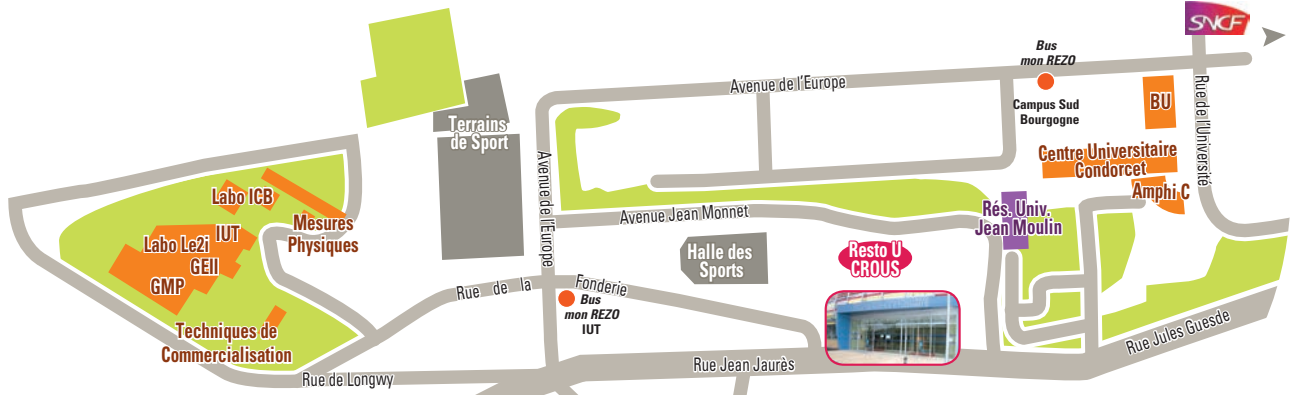 SNCF
Bus
mon REZO
Avenue de l'Europe
Campus Sud
Bourgogne
BU
Rue de l'Université
Terrains
de Sport
Centre Universitaire
Condorcet
Amphi C
Avenue de l'Europe
Labo ICB
Mesures
Physiques
Avenue Jean Monnet
Rés. Univ.
Jean Moulin
IUT
Labo Le2i
GEII
GMP
Halle des
Sports
Resto U
CROUS
Rue de la Fonderie
Bus
mon REZO
IUT
Techniques de
Commercialisation
Rue Jules Guesde
Rue Jean Jaurès
Rue de Longwy